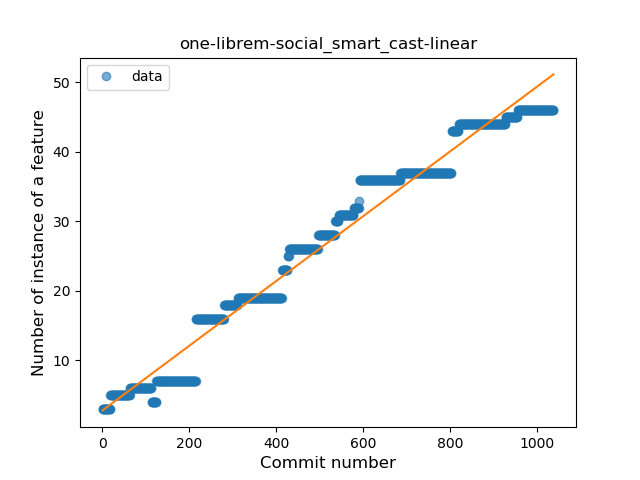 one-librem-social_smart_cast-linear
data
Number of instance of a feature
50
40
30
20
10
0
200
400
600
800
1000
Commit number